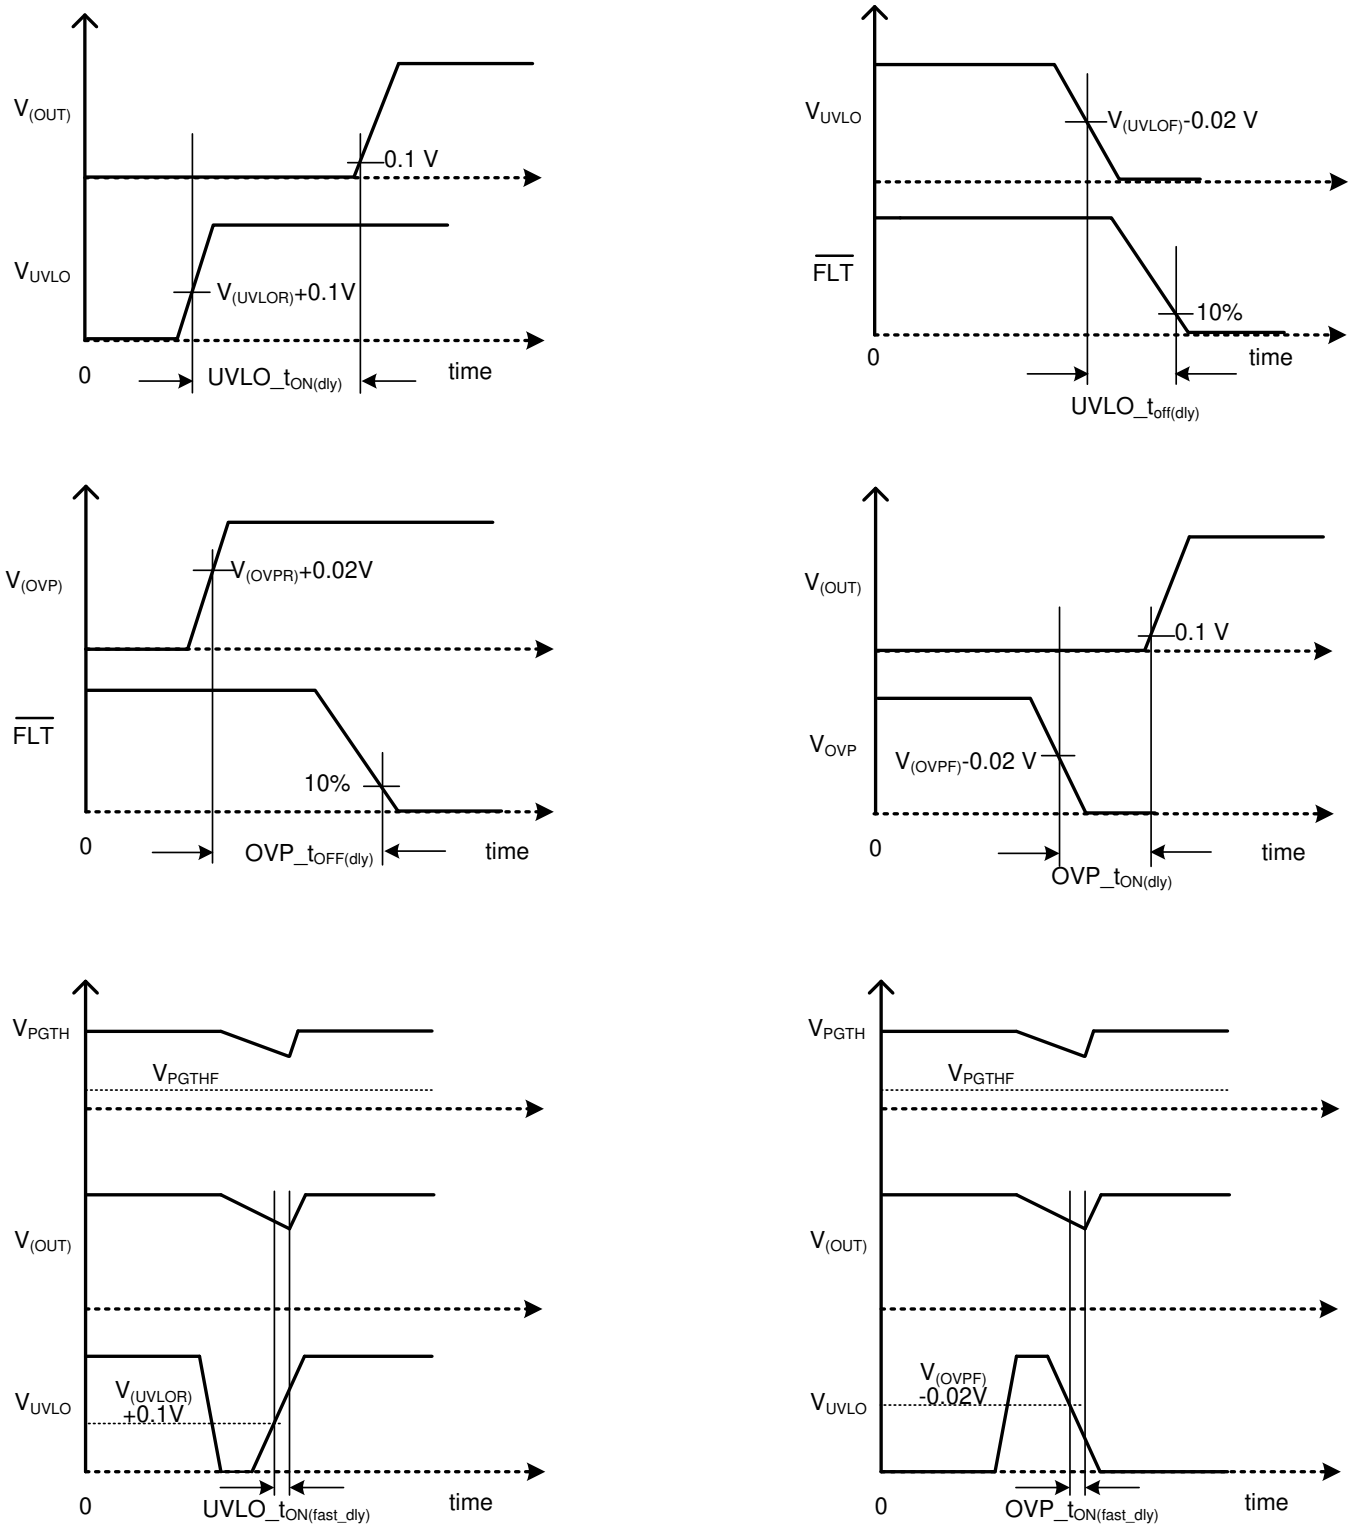 V(OUT)
0.1 V
VUVLO
V(UVLOR)+0.1V
0
UVLO_tON(dly)
time
VUVLO
V(UVLOF)-0.02 V
FLT
10%
0
time
UVLO_toff(dly)
V(OVP)
V(OVPR)+0.02V
FLT
10%
0
OVP_tOFF(dly)
time
V(OUT)
0.1 V
VOVP
V(OVPF)-0.02 V
0
time
OVP_tON(dly)
VPGTH
VPGTHF
V(OUT)
VUVLO
V(UVLOR)
+0.1V
0
UVLO_tON(fast_dly)
time
VPGTH
VPGTHF
V(OUT)
VUVLO
V(OVPF)
-0.02V
0
OVP_tON(fast_dly)
time